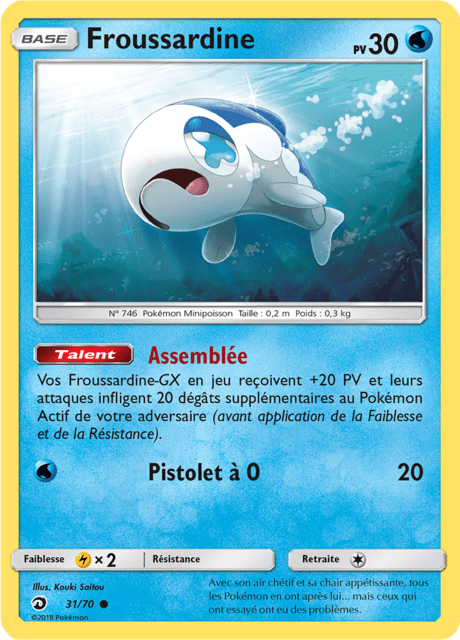 BASE Froussardine PV 30
N° 746 Pokémon Minipoisson Taille : 0,2 m Poids : 0,3 kg
Talent Assemblée
Vos Froussardine-GX en jeu reçoivent +20 PV et leurs
attaques infligent 20 dégâts supplémentaires au Pokémon
Actif de votre adversaire (avant application de la Faiblesse
et de la Résistance).
Pistolet à O 20
Faiblesse ×2 Résistance Retraite
Illus. Kouki Saitou
31/70
©2018 Pokémon
Avec son air chétif et sa chair appétissante, tous
les Pokémon en ont après lui... mais ceux qui
ont essayé ont eu des problèmes.